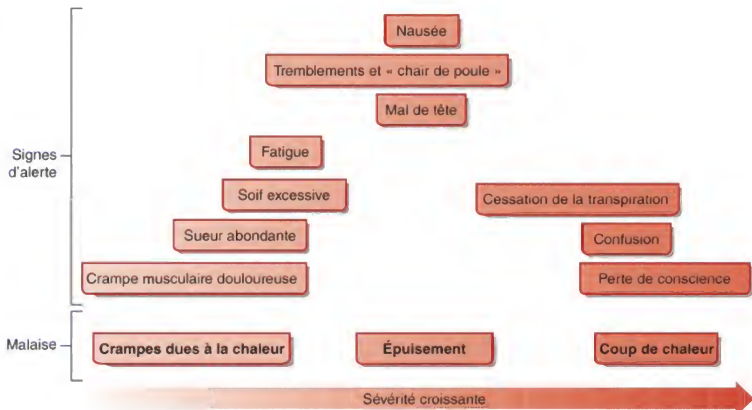 Nausée
Tremblements et « chair de poule »
Mal de tête
Fatigue
Signes
d'alerte
Soif excessive
Cessation de la transpiration
Sueur abondante
Confusion
Crampe musculaire douloureuse
Perte de conscience
Malaise
Crampes dues à la chaleur
Épuisement
Coup de chaleur
Sévérité croissante